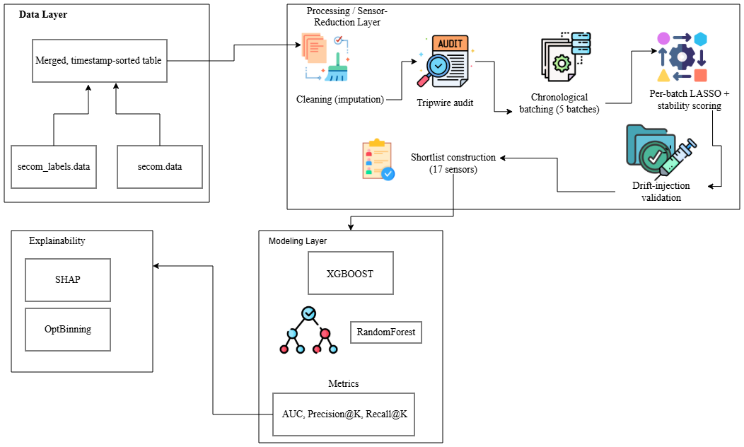 Data Layer
Merged, timestamp-sorted table
secom_labels.data
secom.data
Processing / Sensor-
Reduction Layer
Cleaning (imputation)
AUDIT
Tripwire audit
Chronological
batching (5 batches)
Per-batch LASSO +
stability scoring
Drift-injection
validation
Shortlist construction
(17 sensors)
Explainability
SHAP
OptBinning
Modeling Layer
XGBOOST
RandomForest
Metrics
AUC, Precision@K, Recall@K